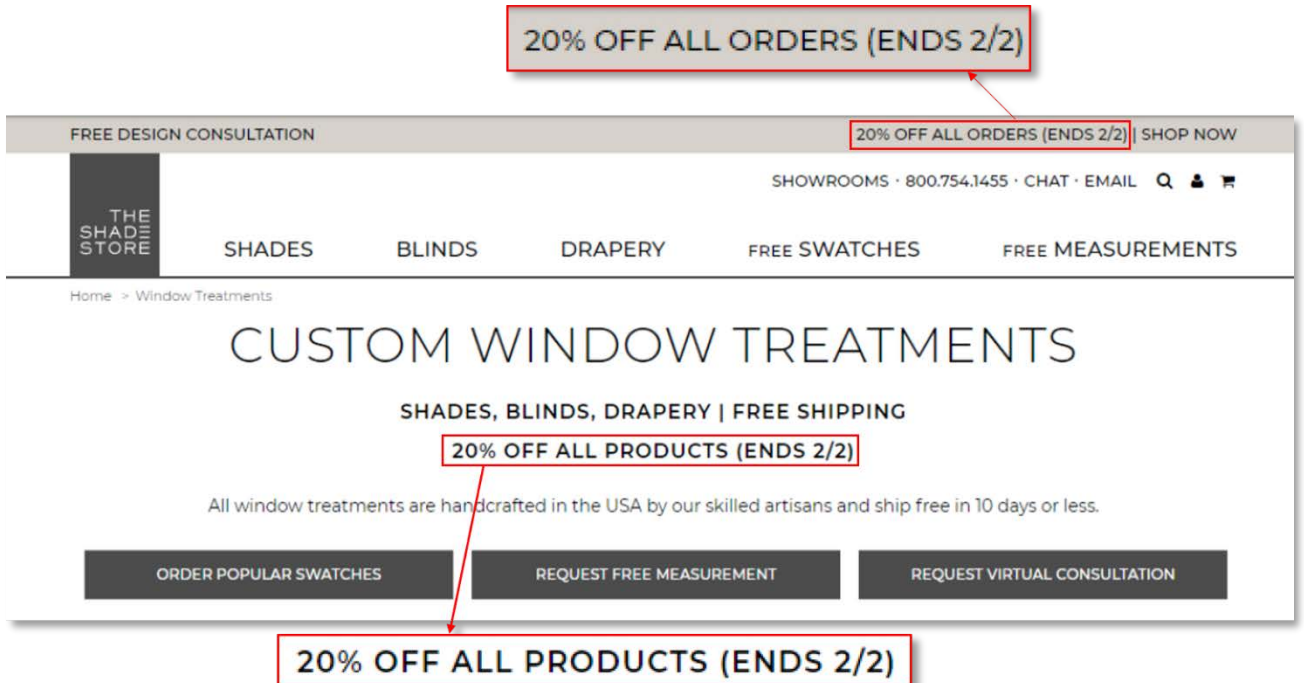 20% OFF ALL ORDERS (ENDS 2/2)
FREE DESIGN CONSULTATION
20% OFF ALL ORDERS (ENDS 2/2) | SHOP NOW
SHOWROOMS · 800.754.1455 · CHAT · EMAIL
THE
SHADE
STORE
SHADES BLINDS DRAPERY FREE SWATCHES FREE MEASUREMENTS
Home > Window Treatments
CUSTOM WINDOW TREATMENTS
SHADES, BLINDS, DRAPERY | FREE SHIPPING
20% OFF ALL PRODUCTS (ENDS 2/2)
All window treatments are handcrafted in the USA by our skilled artisans and ship free in 10 days or less.
ORDER POPULAR SWATCHES REQUEST FREE MEASUREMENT REQUEST VIRTUAL CONSULTATION
20% OFF ALL PRODUCTS (ENDS 2/2)